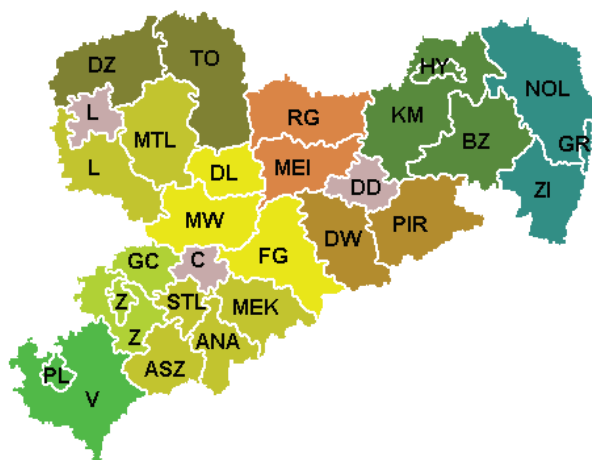 DZ
TO
HY
NOL
L
MTL
RG
KM
BZ
GR
L
DL
MEI
DD
ZI
MW
DW
PIR
GC
C
FG
Z
STL
MEK
Z
ANA
PL
ASZ
V